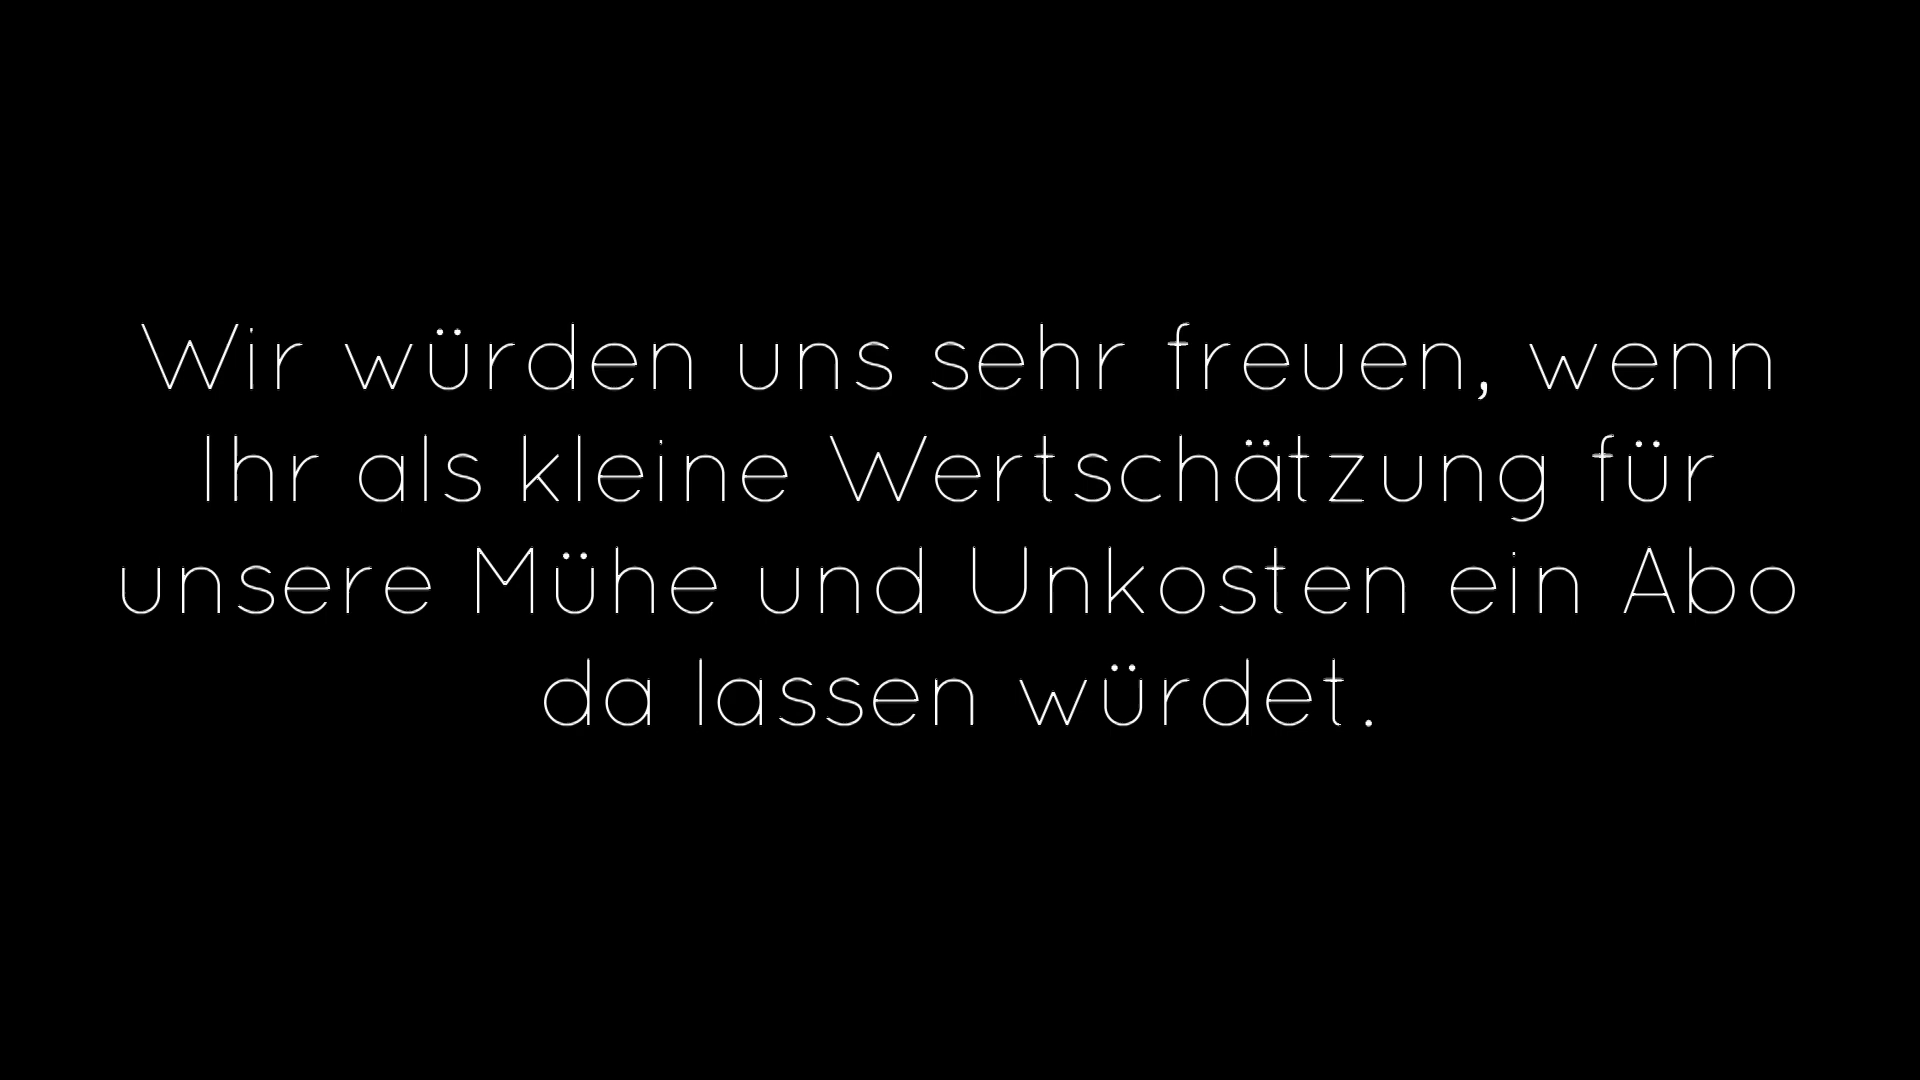 Wir würden uns sehr freuen, wenn
Ihr als kleine Wertschätzung für
unsere Mühe und Unkosten ein Abo
da lassen würdet.